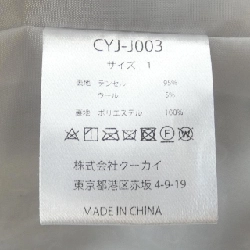 CYJ-J003
サイズ 1
表地 テンセル 95%
ウール 5%
裏地 ポリエステル 100%
株式会社クーカイ
東京都港区赤坂4-9-19
MADE IN CHINA